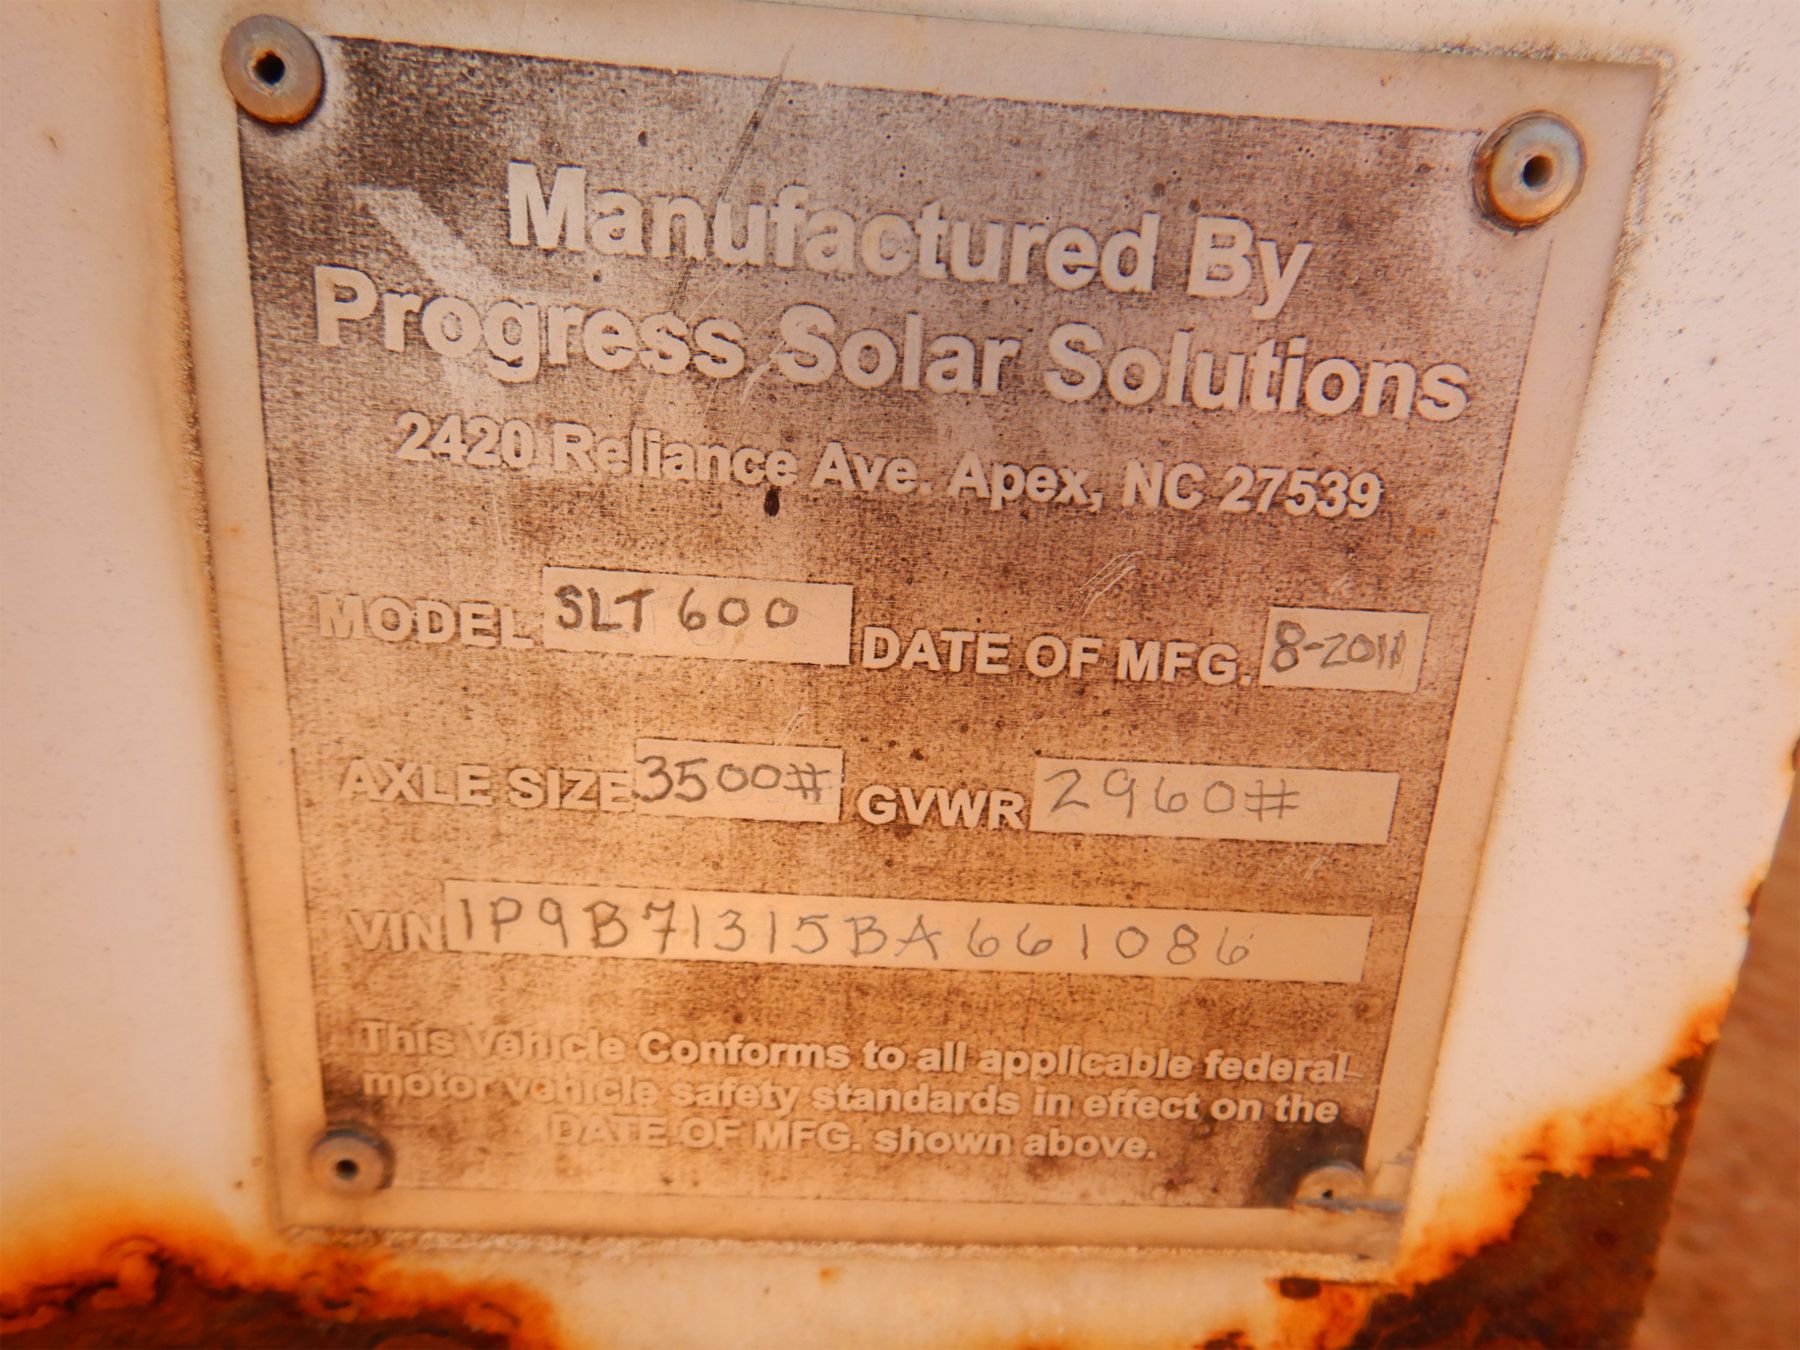 Manufactured By
Progress Solar Solutions
2420 Reliance Ave. Apex, NC 27539
MODEL SLT 600 DATE OF MFG. 8-2011
AXLE SIZE 3500# GVWR 2960#
VIN 1P9B71315BA661086
This Vehicle Conforms to all applicable federal
motor vehicle safety standards in effect on the
DATE OF MFG. shown above.